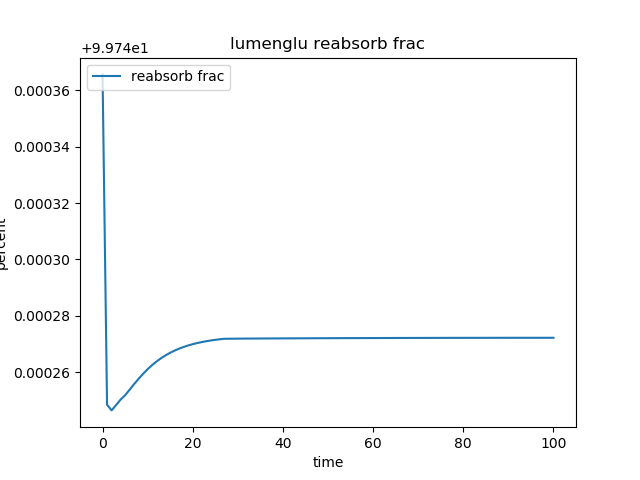 lumenglu reabsorb frac
+9.974e1
reabsorb frac
0.00036
0.00034
0.00032
0.00030
0.00028
0.00026
percent
0 20 40 60 80 100
time